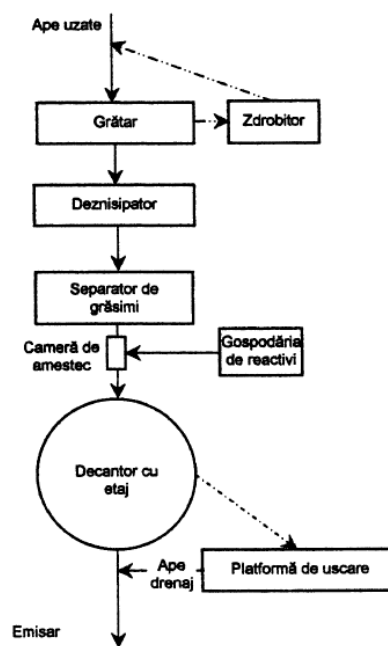 Ape uzate
Grătar
Zdrobitor
Deznisipator
Separator de
grăsimi
Cameră de
amestec
Gospodăria
de reactivi
Decantor cu
etaj
Ape
drenaj
Platformă de uscare
Emisar